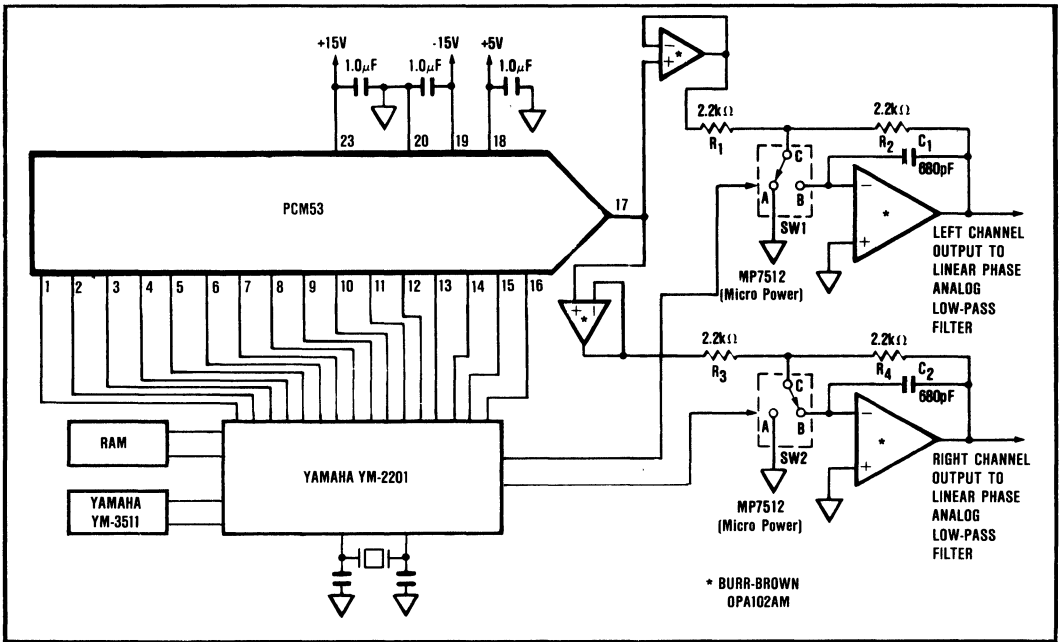 +15V
-15V
+5V
1.0µF
1.0µF
1.0µF
23
20
19
18
PCM53
17
1
2
3
4
5
6
7
8
9
10
11
12
13
14
15
16
-
+
*
2.2kΩ
R1
2.2kΩ
R2
C1
680pF
C
A
B
SW1
MP7512
(Micro Power)
-
+
*
LEFT CHANNEL
OUTPUT TO
LINEAR PHASE
ANALOG
LOW-PASS
FILTER
+
-
*
2.2kΩ
R3
2.2kΩ
R4
C2
680pF
C
A
B
SW2
MP7512
(Micro Power)
-
+
*
RIGHT CHANNEL
OUTPUT TO
LINEAR PHASE
ANALOG
LOW-PASS
FILTER
RAM
YAMAHA
YM-3511
YAMAHA YM-2201
* BURR-BROWN
OPA102AM